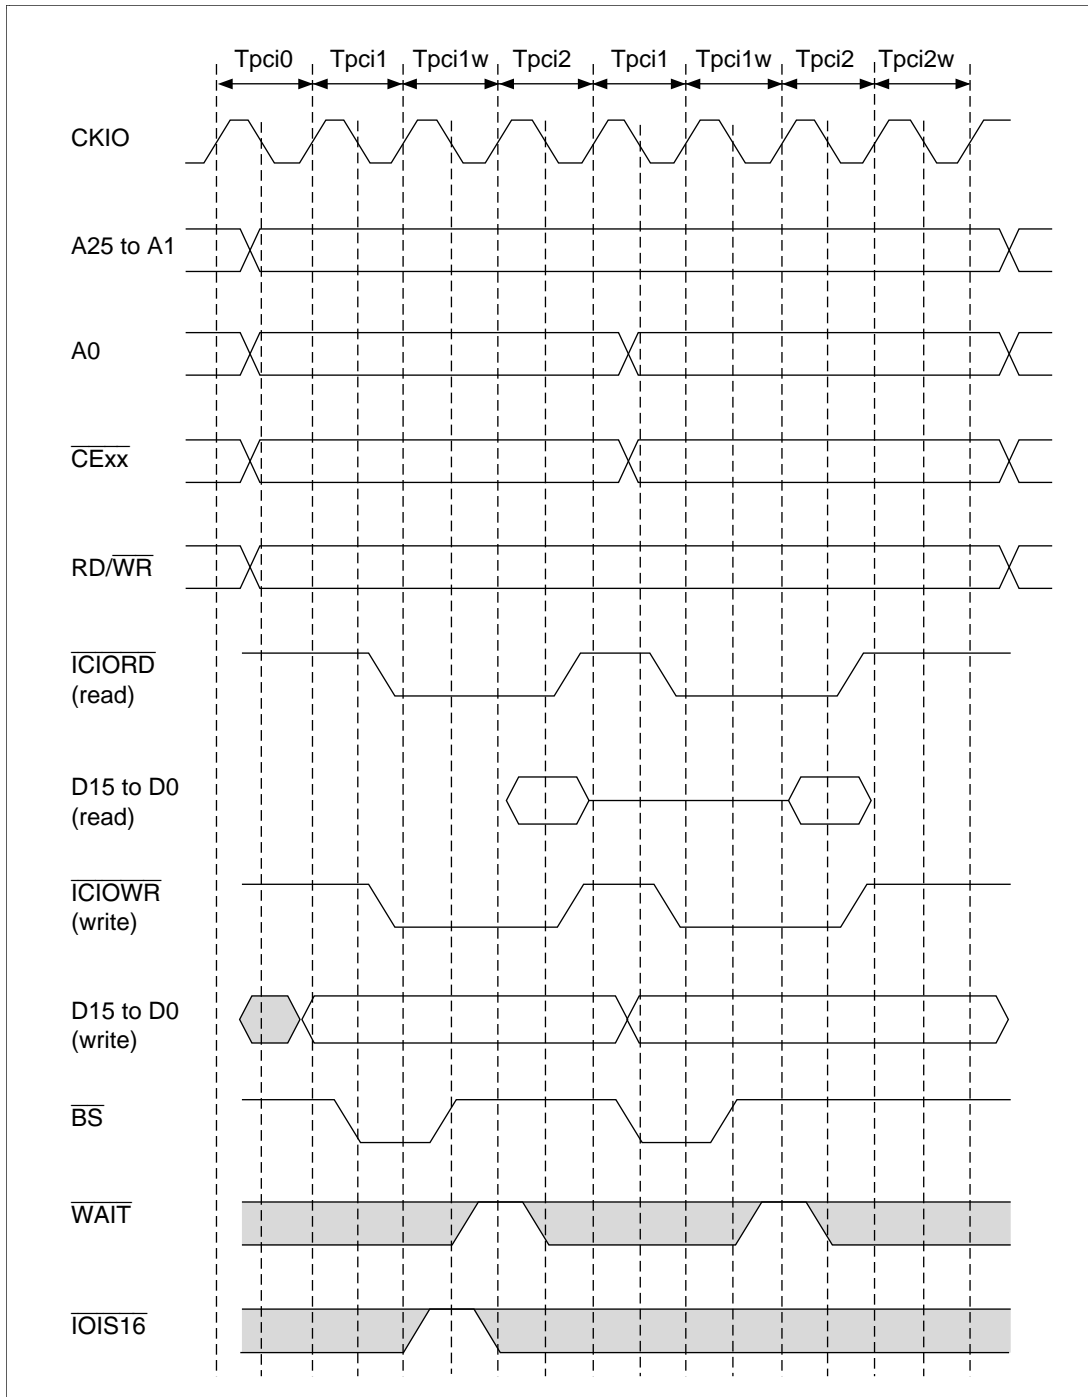 Tpci0 Tpci1 Tpci1w Tpci2 Tpci1 Tpci1w Tpci2 Tpci2w
CKIO
A25 to A1
A0
CExx
RD/WR
ICIORD
(read)
D15 to D0
(read)
ICIOWR
(write)
D15 to D0
(write)
BS
WAIT
IOIS16